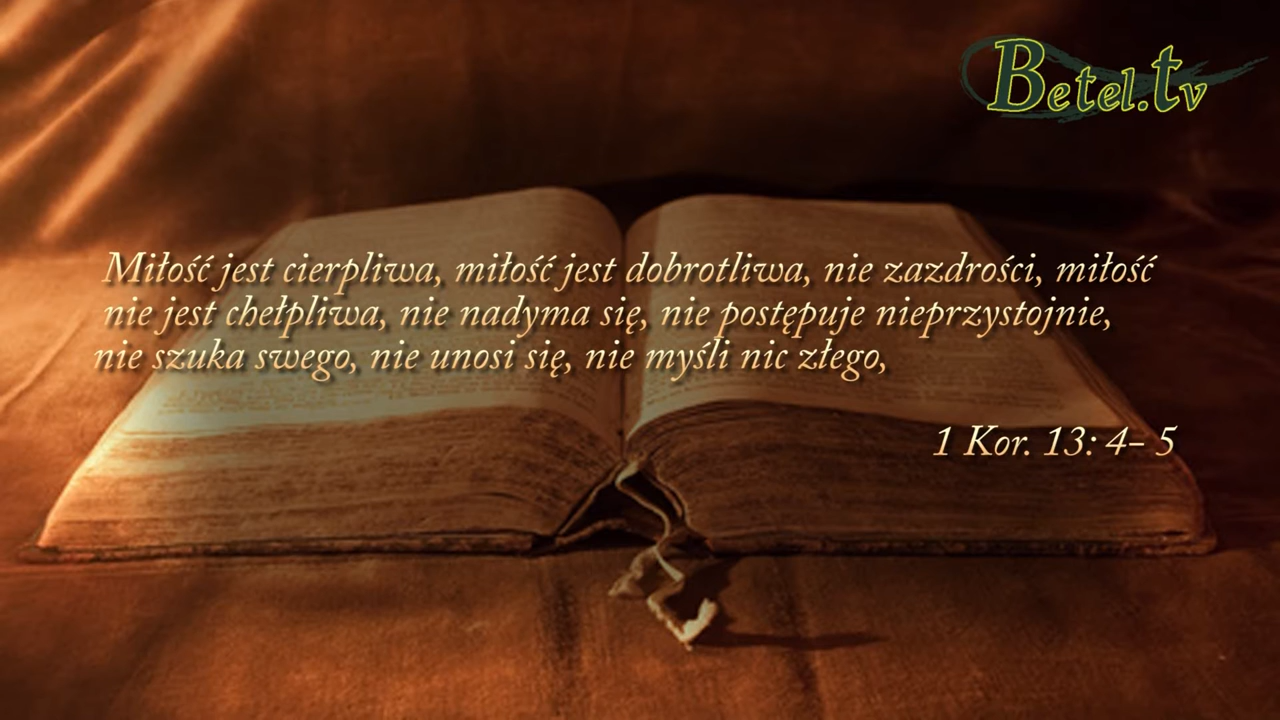 Betel.tv
Miłość jest cierpliwa, miłość jest dobrotliwa, nie zazdrości, miłość
nie jest chełpliwa, nie nadyma się, nie postępuje nieprzystojnie,
nie szuka swego, nie unosi się, nie myśli nic złego,
1 Kor. 13: 4- 5